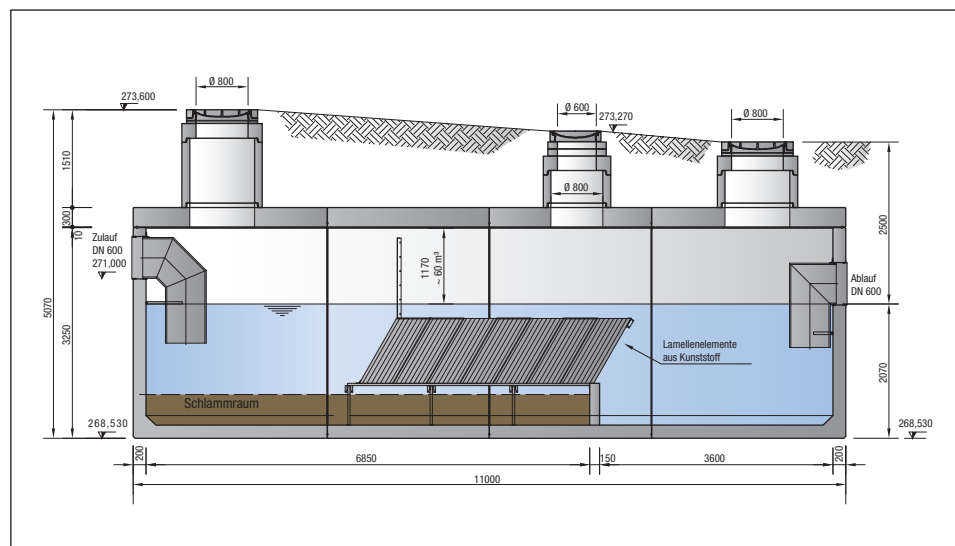 Ø 800
Ø 600
Ø 800
273,600
273,270
Ø 800
1510
300
10
5070
3250
2500
2070
Zulauf
DN 600
271,000
1170
~ 60 m³
Ablauf
DN 600
Lamellenelemente
aus Kunststoff
Schlammraum
268,530
268,530
200
6850
150
3600
200
11000